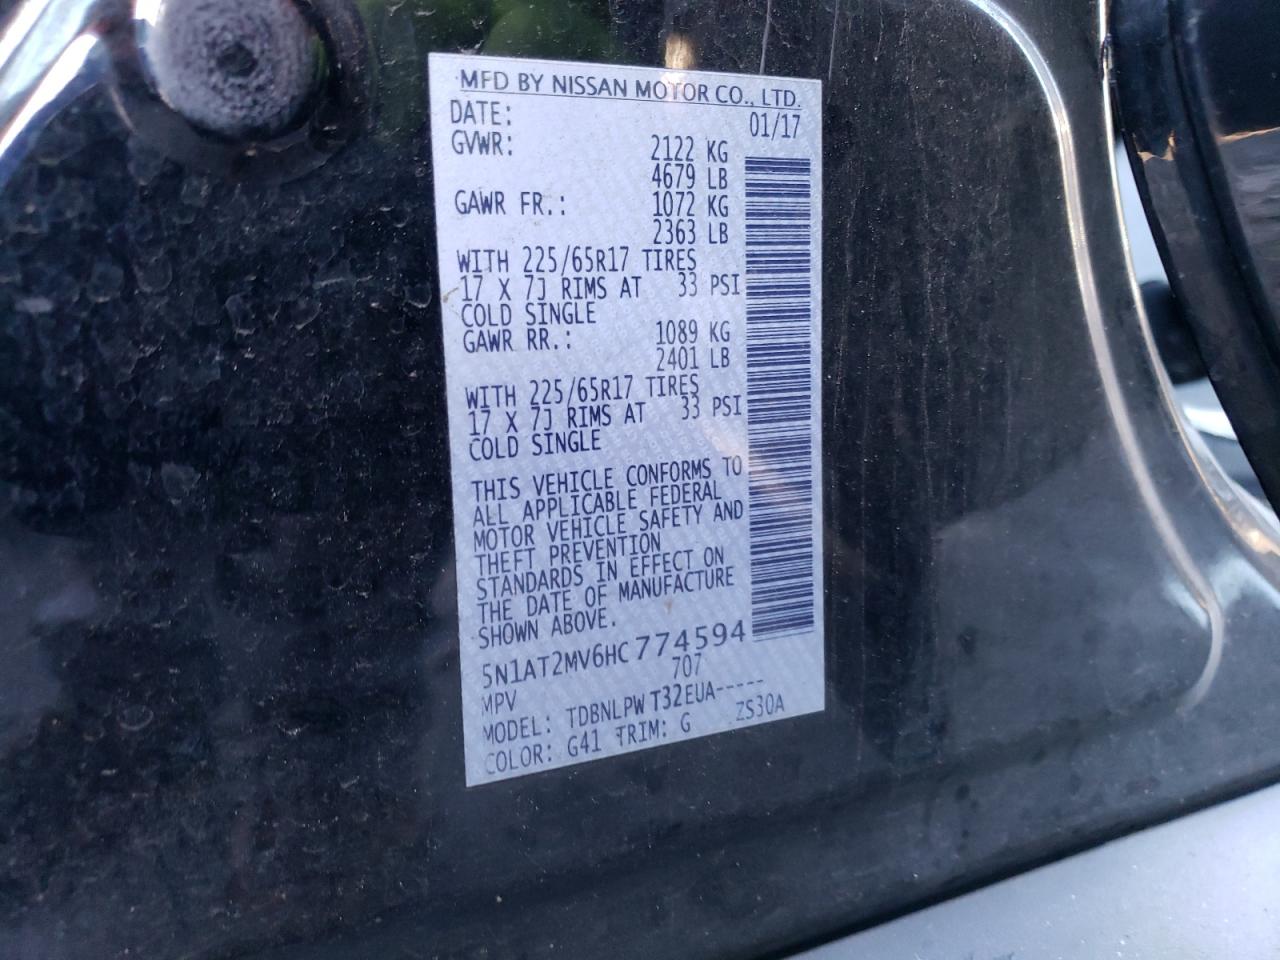 MFD BY NISSAN MOTOR CO., LTD.
DATE: 01/17
GVWR: 2122 KG
4679 LB
GAWR FR.: 1072 KG
2363 LB
WITH 225/65R17 TIRES
17 X 7J RIMS AT 33 PSI
COLD SINGLE
GAWR RR.: 1089 KG
2401 LB
WITH 225/65R17 TIRES
17 X 7J RIMS AT 33 PSI
COLD SINGLE
THIS VEHICLE CONFORMS TO
ALL APPLICABLE FEDERAL
MOTOR VEHICLE SAFETY AND
THEFT PREVENTION
STANDARDS IN EFFECT ON
THE DATE OF MANUFACTURE
SHOWN ABOVE.
5N1AT2MV6HC774594
MPV 707
MODEL: TDBNLPWT32EUA-----
COLOR: G41 TRIM: G ZS30A